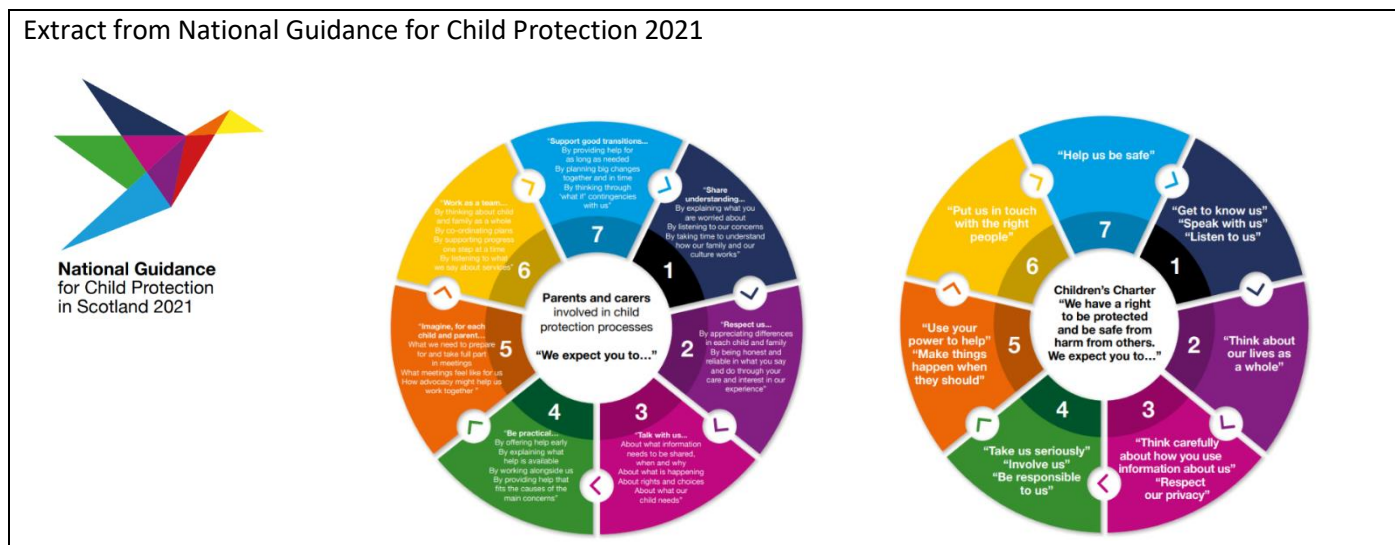 Extract from National Guidance for Child Protection 2021
National Guidance
for Child Protection
in Scotland 2021
Parents and carers
involved in child
protection processes
“We expect you to…”
1
“Share
understanding...
By explaining what you
are worried about
By listening to our concerns
By taking time to understand
how our family and our
culture works”
2
“Respect us...
By appreciating differences
in each child and family
By being honest and
reliable in what you say
and do through your
care and interest in our
experience”
3
“Talk with us...
About what information
needs to be shared,
when and why
About what is happening
About rights and choices
About what our
child needs”
4
“Be practical...
By offering help early
By explaining what
help is available
By working alongside us
By providing help that
fits the causes of the
main concerns”
5
“Imagine, for each
child and parent...
What we need to prepare
for and take full part
in meetings
What meetings feel like for us
How advocacy might help us
work together ”
6
“Work as a team...
By thinking about child
and family as a whole
By co-ordinating plans
By supporting progress
one step at a time
By listening to what
we say about services”
7
“Support good transitions...
By providing help for
as long as needed
By planning big changes
together and in time
By thinking through
‘what if’ contingencies
with us”
Children’s Charter
“We have a right
to be protected
and be safe from
harm from others.
We expect you to…”
1
“Get to know us”
“Speak with us”
“Listen to us”
2
“Think about
our lives as
a whole”
3
“Think carefully
about how you use
information about us”
“Respect
our privacy”
4
“Take us seriously”
“Involve us”
“Be responsible
to us”
5
“Use your
power to help”
“Make things
happen when
they should”
6
“Put us in touch
with the right
people”
7
“Help us be safe”